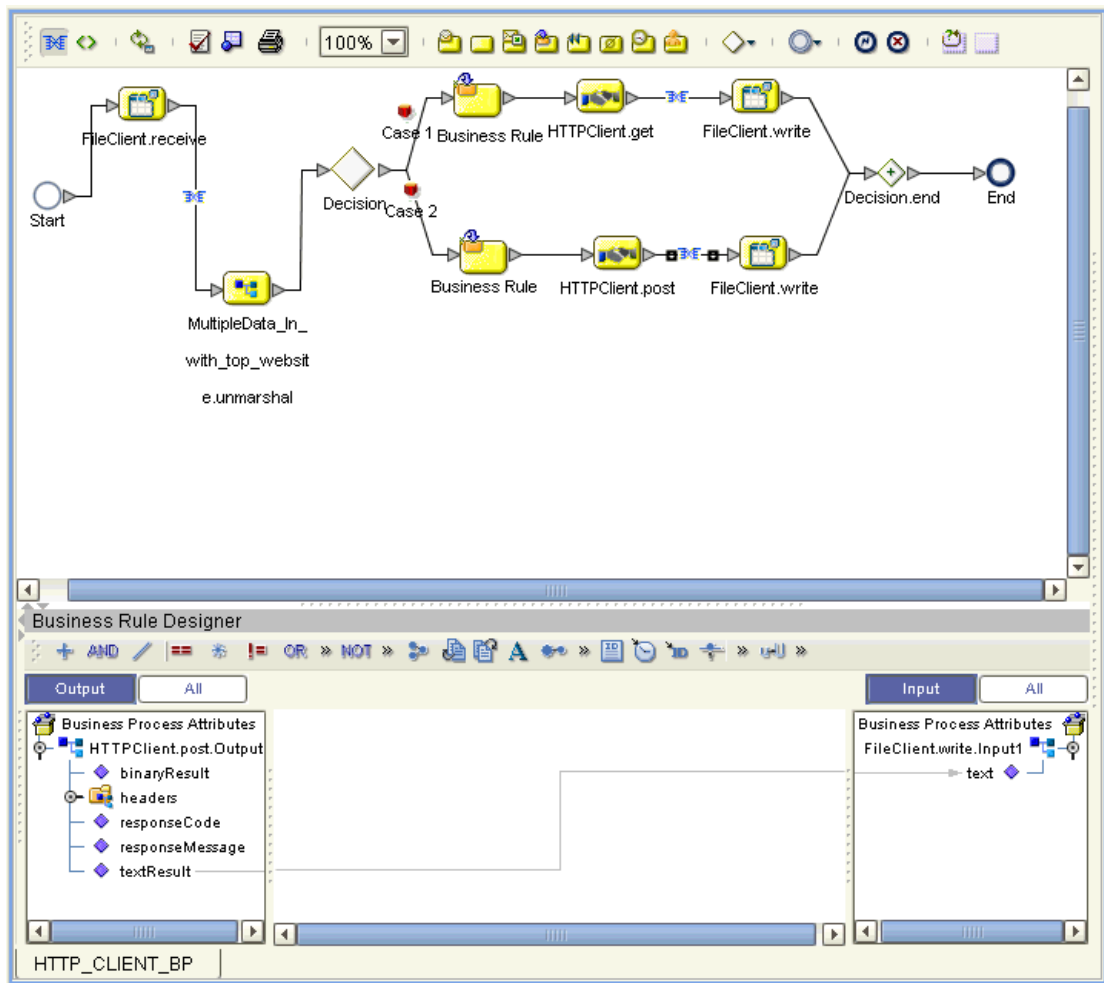 100%
FileClient.receive
Start
MultipleData_In_
with_top_websit
e.unmarshal
Decision
Case 1
Business Rule
HTTPClient.get
FileClient.write
Case 2
Business Rule
HTTPClient.post
FileClient.write
Decision.end
End
Business Rule Designer
AND == != OR » NOT » A » ID ID » »
Output
All
Input
All
Business Process Attributes
HTTPClient.post.Output
binaryResult
headers
responseCode
responseMessage
textResult
Business Process Attributes
FileClient.write.Input1
text
HTTP_CLIENT_BP